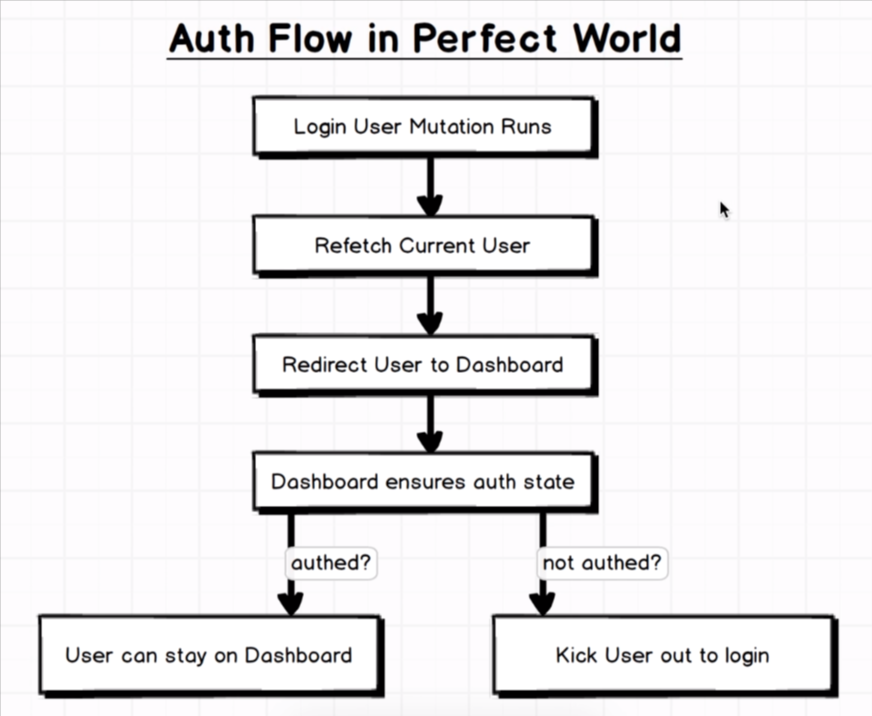 Auth Flow in Perfect World
Login User Mutation Runs
Refetch Current User
Redirect User to Dashboard
Dashboard ensures auth state
authed?
not authed?
User can stay on Dashboard
Kick User out to login